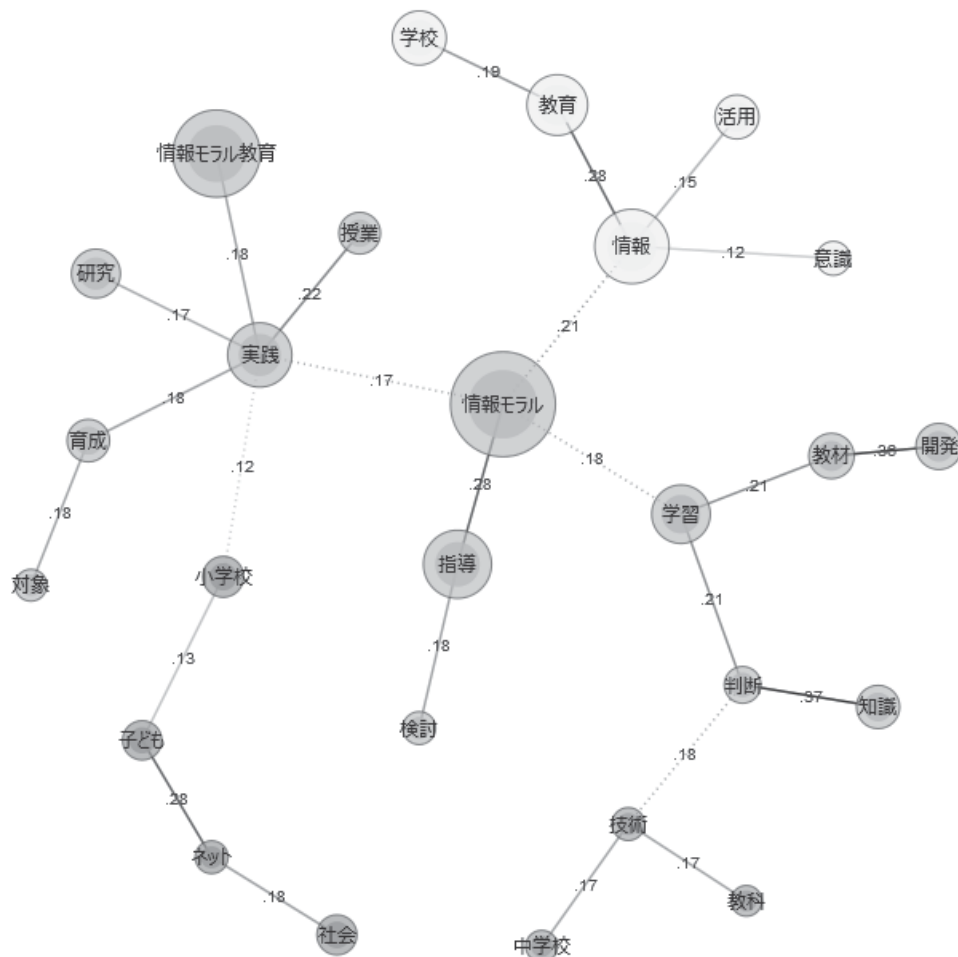 学校
.19
教育
活用
情報モラル教育
.28
.15
授業
情報
.18
.12
意識
研究
.22
.17
.21
実践
.17
情報モラル
.18
育成
.18
教材
.36
開発
.12
.28
.21
学習
.18
指導
対象
小学校
.21
.18
.13
判断
.37
知識
検討
子ども
.18
.28
技術
ネット
.17
.17
.18
教科
社会
中学校